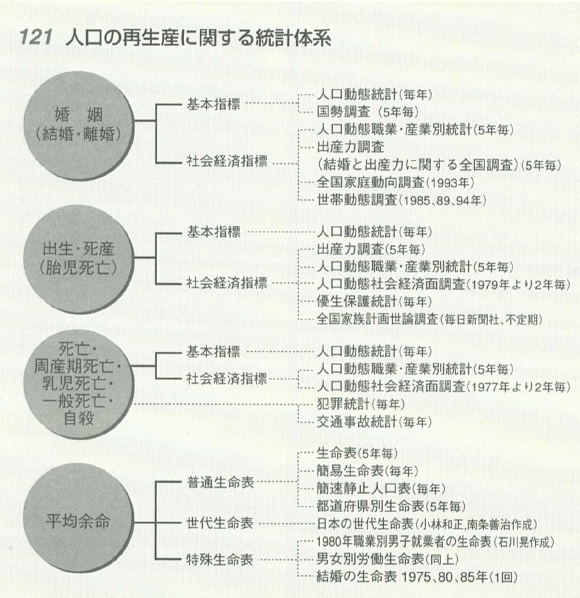 121 人口の再生産に関する統計体系
婚 姻
(結婚・離婚)
基本指標
人口動態統計(毎年)
国勢調査 (5年毎)
社会経済指標
人口動態職業・産業別統計(5年毎)
出産力調査
(結婚と出産力に関する全国調査)(5年毎)
全国家庭動向調査(1993年)
世帯動態調査(1985、89、94年)
出生・死産
(胎児死亡)
基本指標
人口動態統計(毎年)
社会経済指標
出産力調査(5年毎)
人口動態職業・産業別統計(5年毎)
人口動態社会経済面調査(1979年より2年毎)
優生保護統計(毎年)
全国家族計画世論調査(毎日新聞社、不定期)
死亡・
周産期死亡・
乳児死亡・
一般死亡・
自殺
基本指標
人口動態統計(毎年)
社会経済指標
人口動態職業・産業別統計(5年毎)
人口動態社会経済面調査(1977年より2年毎)
犯罪統計(毎年)
交通事故統計(毎年)
平均余命
普通生命表
生命表(5年毎)
簡易生命表(毎年)
簡速静止人口表(毎年)
都道府県別生命表(5年毎)
世代生命表
日本の世代生命表(小林和正、南条善治作成)
特殊生命表
1980年職業別男子就業者の生命表(石川晃作成)
男女別労働生命表(同上)
結婚の生命表 1975、80、85年(1回)